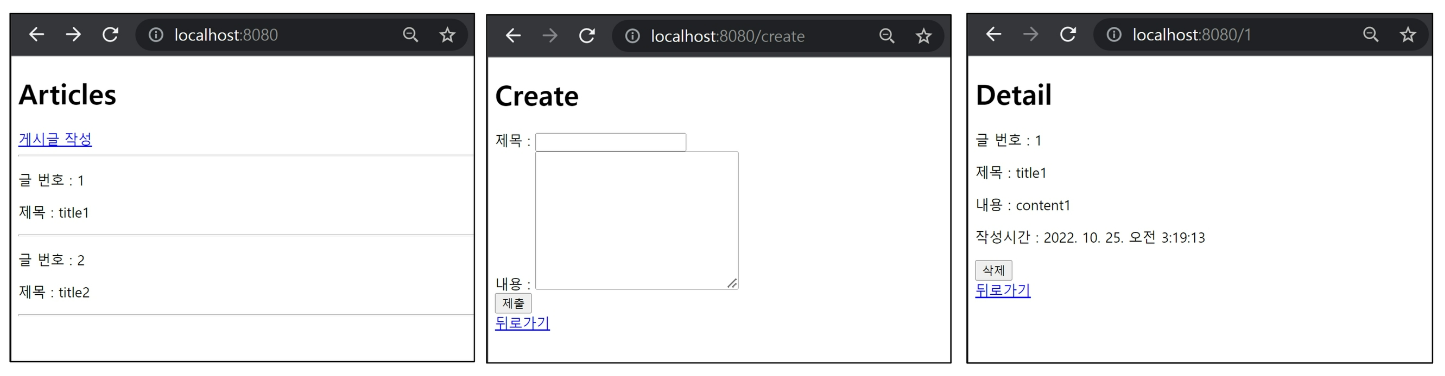 localhost:8080
Articles
게시글 작성
글 번호 : 1
제목 : title1
글 번호 : 2
제목 : title2
localhost:8080/create
Create
제목 :
내용 :
제출
뒤로가기
localhost:8080/1
Detail
글 번호 : 1
제목 : title1
내용 : content1
작성시간 : 2022. 10. 25. 오전 3:19:13
삭제
뒤로가기